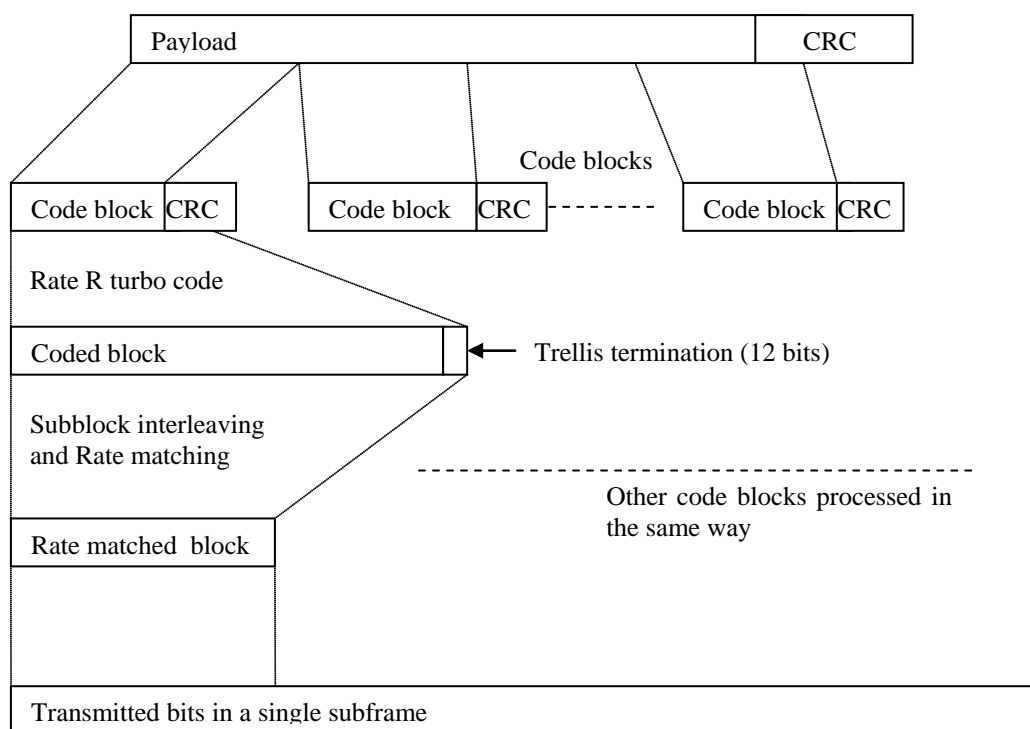 Payload CRC
Code blocks
Code block CRC Code block CRC Code block CRC
Rate R turbo code
Coded block
Trellis termination (12 bits)
Subblock interleaving
and Rate matching
Other code blocks processed in
the same way
Rate matched block
Transmitted bits in a single subframe